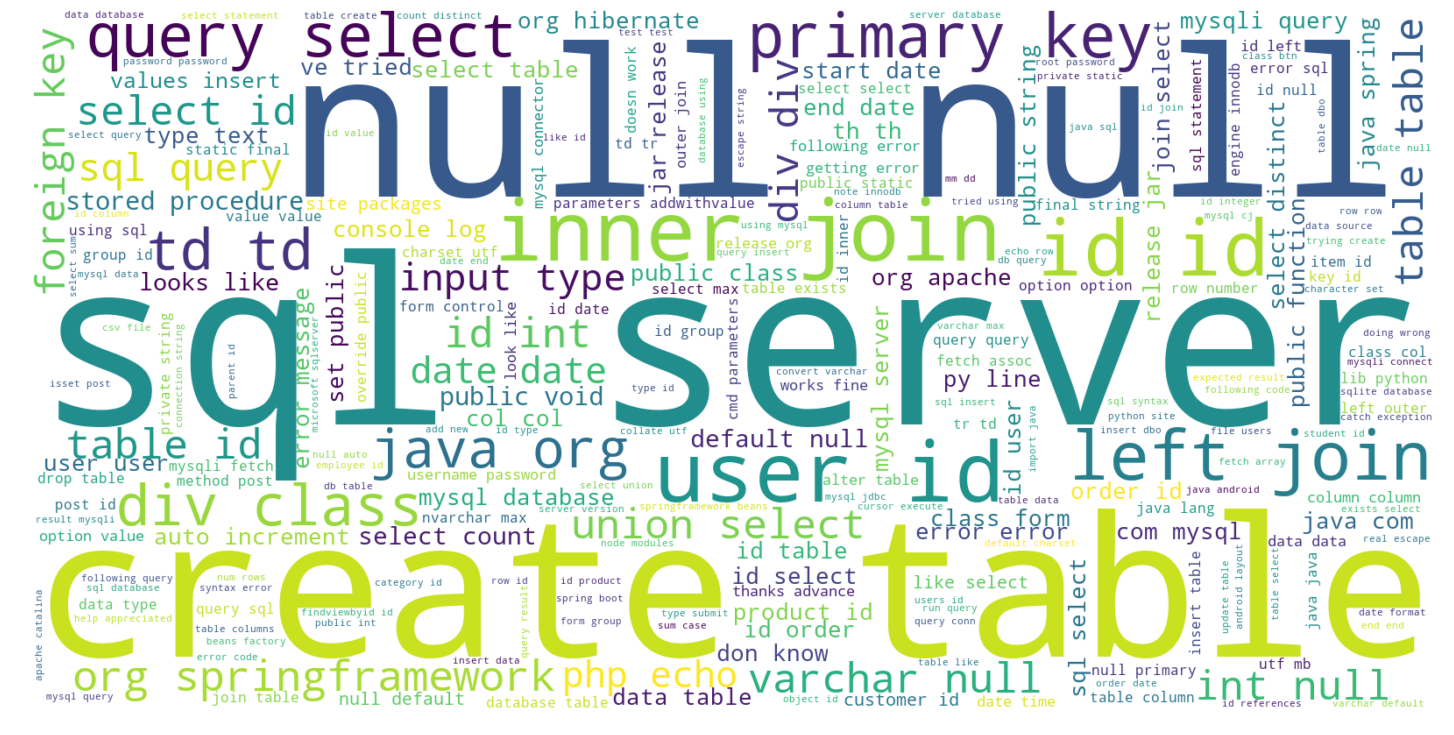 data database
select statement
table create
count distinct
org hibernate
server database
mysqli query
query select
primary key
test test
password password
values insert
ve tried
select table
start date
id left
class btn
error sql
root password
private static
foreign key
select id
type text
select query
static final
sql query
stored procedure
id column
value value
using sql
site packages
console log
charset utf
date end
null null
id value
mysql connector
like id
doesn work
td tr
jar release
outer join
database using
escape string
div div
select select
end date
th th
following error
getting error
public static
mm dd
note innodb
column table
tried using
public string
final string
id join
java sql
join select
sql statement
engine innodb
id null
select distinct
table dbo
java spring
date null
table table
parameters addwithvalue
inner join
using mysql
release org
query insert
id inner
echo row
db query
id id
release jar
id integer
mysql cj
data source
row row
trying create
item id
key id
character set
row number
public function
option option
td td
group id
select sum
mysql data
looks like
input type
public class
select max
table exists
org apache
form control
id date
sql server
csv file
private string
connection string
isset post
parent id
error message
microsoft sqlserver
set public
override public
id int
look like
date date
public void
col col
add new
id type
collate utf
id group
type id
cmd parameters
convert varchar
works fine
mysql server
varchar max
query query
fetch assoc
py line
sql insert
tr td
id user
import java
sql syntax
python site
insert dbo
expected result
following code
file users
doing wrong
mysqli connect
class col
lib python
sqlite database
left outer
catch exception
student id
table id
user user
mysqli fetch
drop table
method post
null auto
employee id
java org
username password
default null
user id
alter table
left join
fetch array
post id
result mysqli
option value
div class
auto increment
db table
mysql database
nvarchar max
select count
server version
select union
springframework beans
union select
node modules
mysql jdbc
cursor execute
class form
error error
default charset
table data
order id
java android
java lang
com mysql
column column
exists select
java com
data data
real escape
create table
following query
sql database
num rows
syntax error
data type
help appreciated
query sql
table columns
beans factory
error code
apache catalina
category id
findviewbyid id
public int
row id
query result
id product
spring boot
form group
type submit
sum case
id table
id select
thanks advance
product id
id order
don know
like select
users id
run query
query conn
sql select
insert table
update table
android layout
table select
java java
date format
end end
org springframework
insert data
php echo
varchar null
table like
null primary
order date
table column
utf mb
int null
id references
varchar default
mysql query
join table
null default
database table
data table
object id
customer id
date time